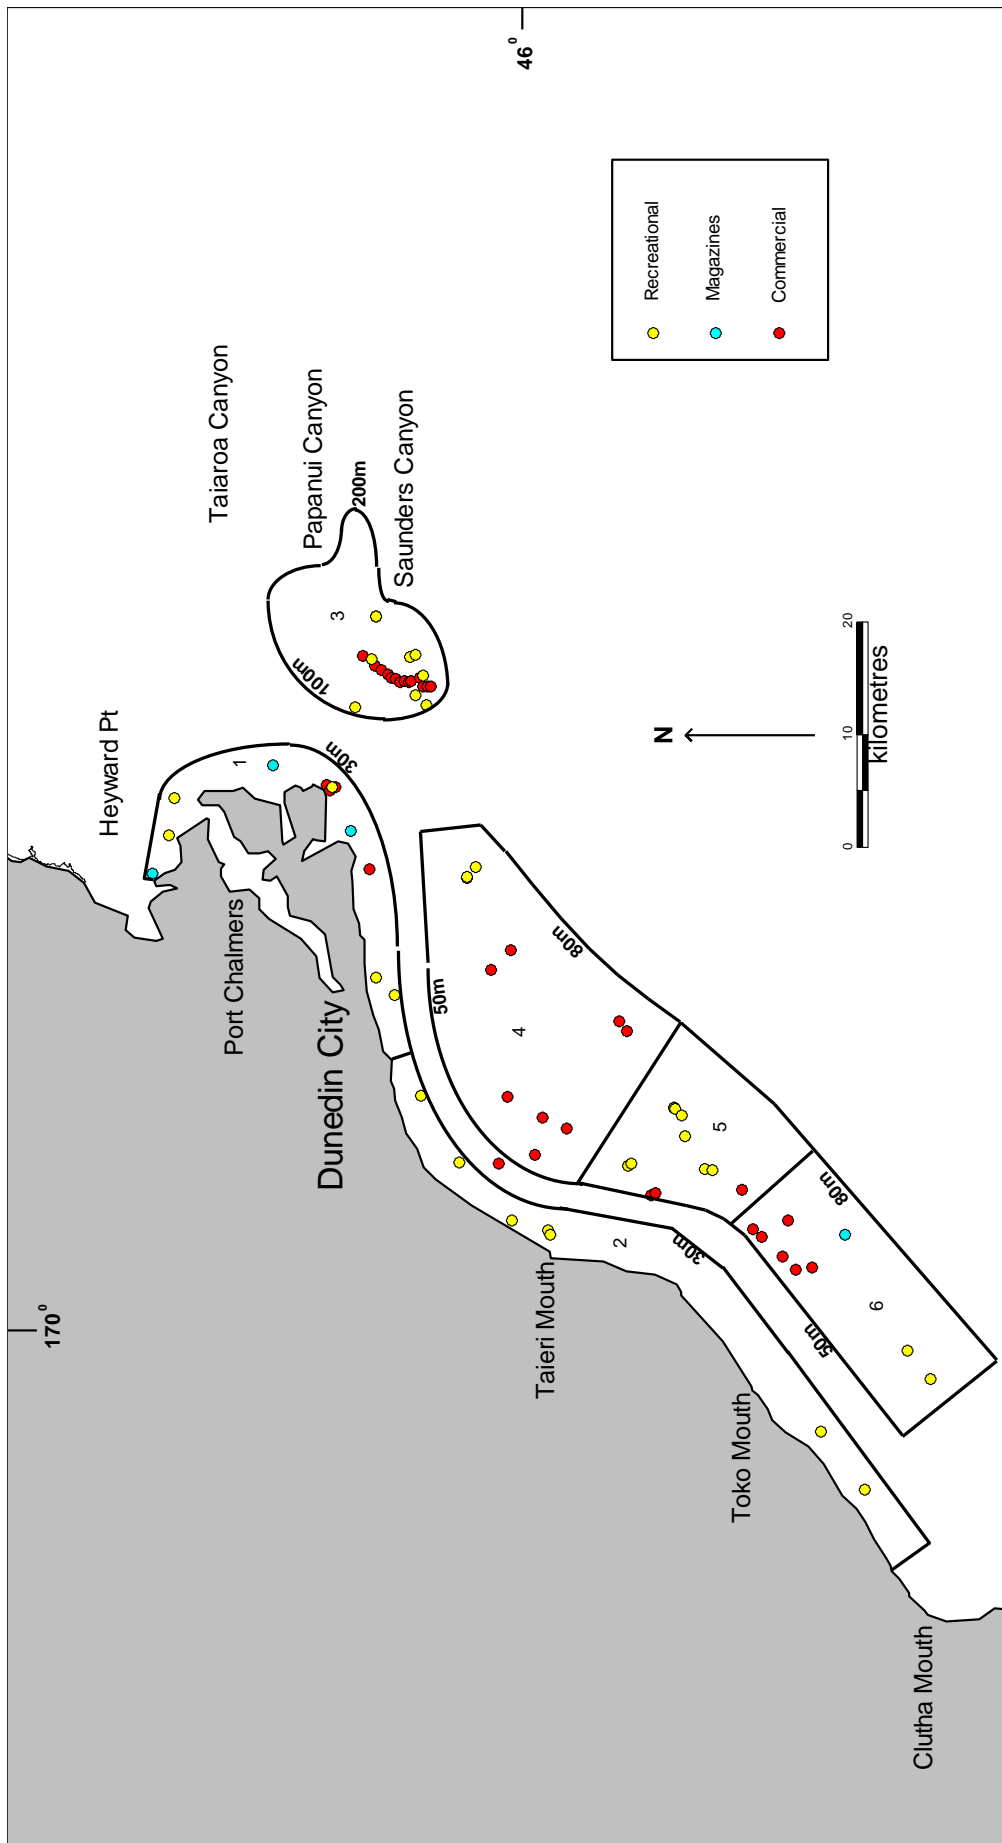 46⁰
170⁰
Taiaroa Canyon
Papanui Canyon
200m
Saunders Canyon
Heyward Pt
100m
3
1
30m
Port Chalmers
Dunedin City
50m
4
80m
5
2
30m
80m
6
50m
Taieri Mouth
Toko Mouth
Clutha Mouth
N
Recreational
Magazines
Commercial
0 10 20
kilometres